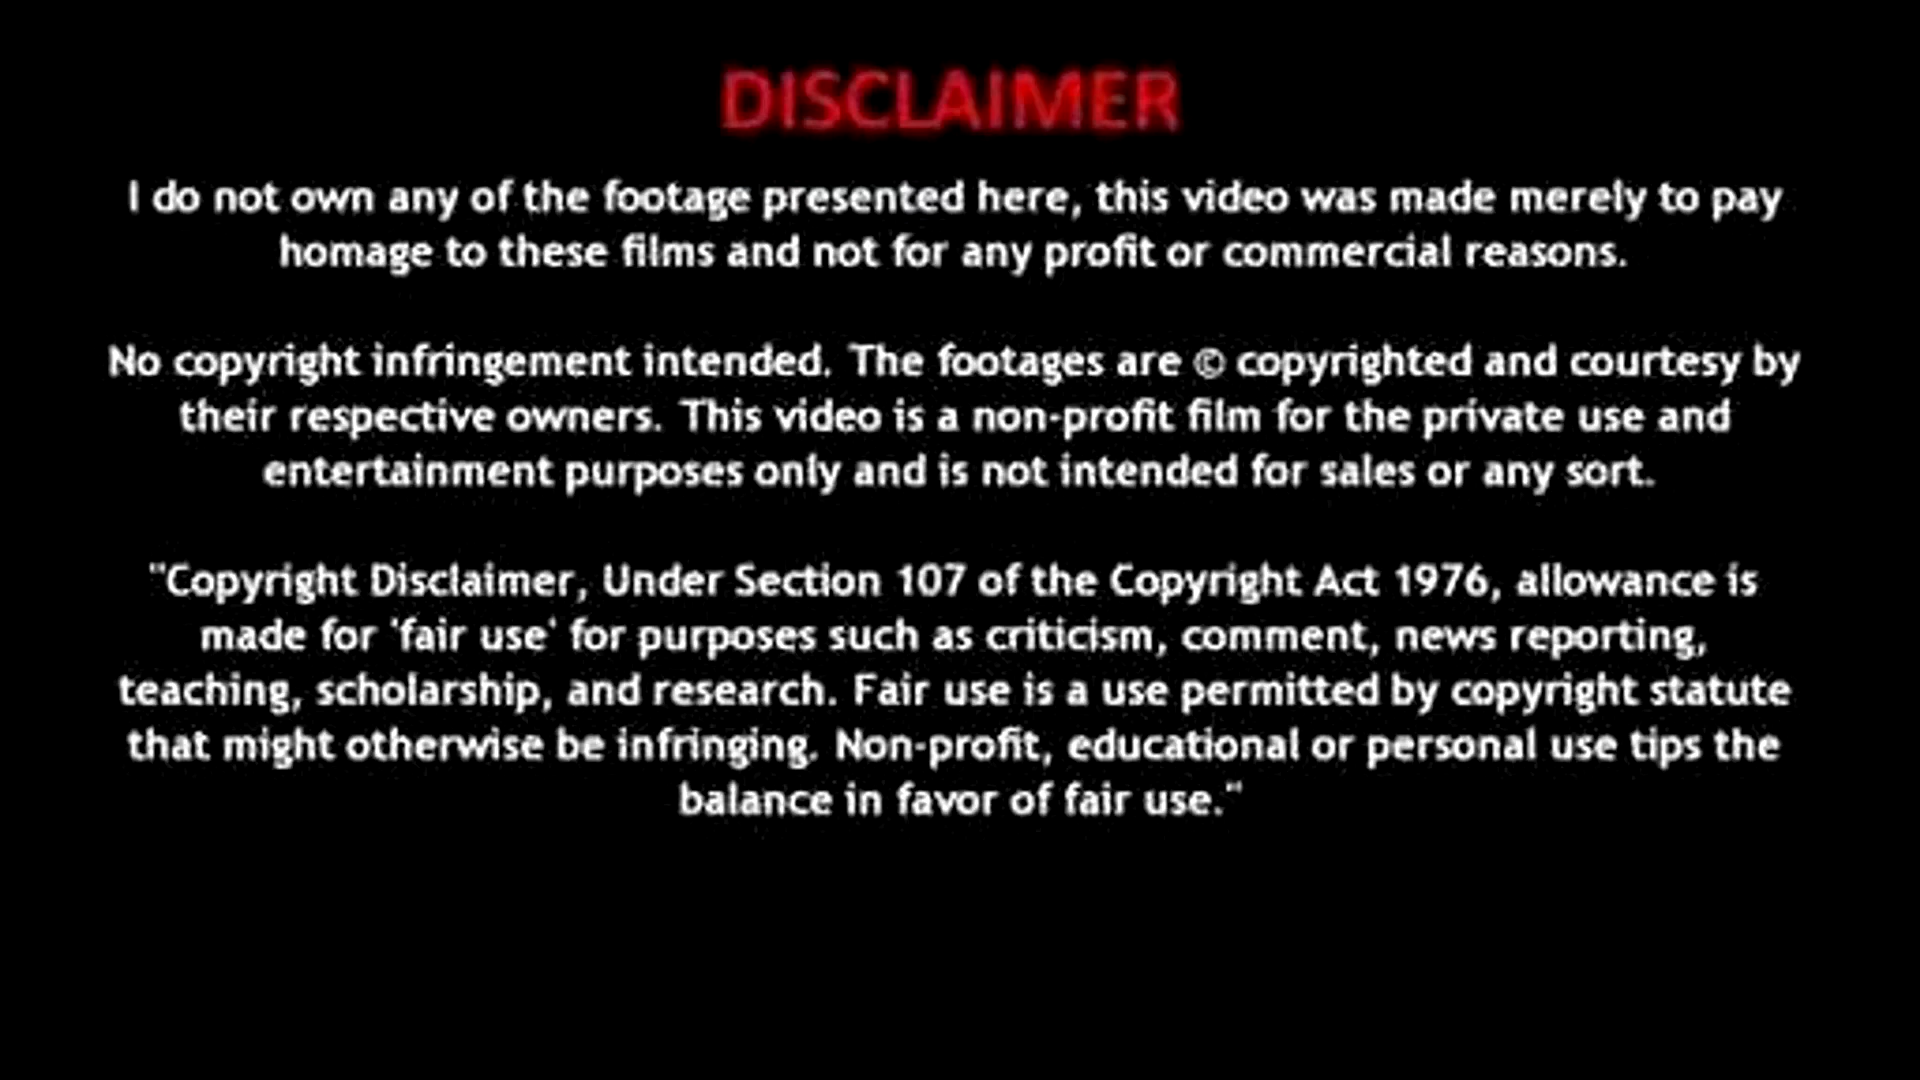 DISCLAIMER
I do not own any of the footage presented here, this video was made merely to pay
homage to these films and not for any profit or commercial reasons.
No copyright infringement intended. The footages are © copyrighted and courtesy by
their respective owners. This video is a non-profit film for the private use and
entertainment purposes only and is not intended for sales or any sort.
"Copyright Disclaimer, Under Section 107 of the Copyright Act 1976, allowance is
made for 'fair use' for purposes such as criticism, comment, news reporting,
teaching, scholarship, and research. Fair use is a use permitted by copyright statute
that might otherwise be infringing. Non-profit, educational or personal use tips the
balance in favor of fair use."